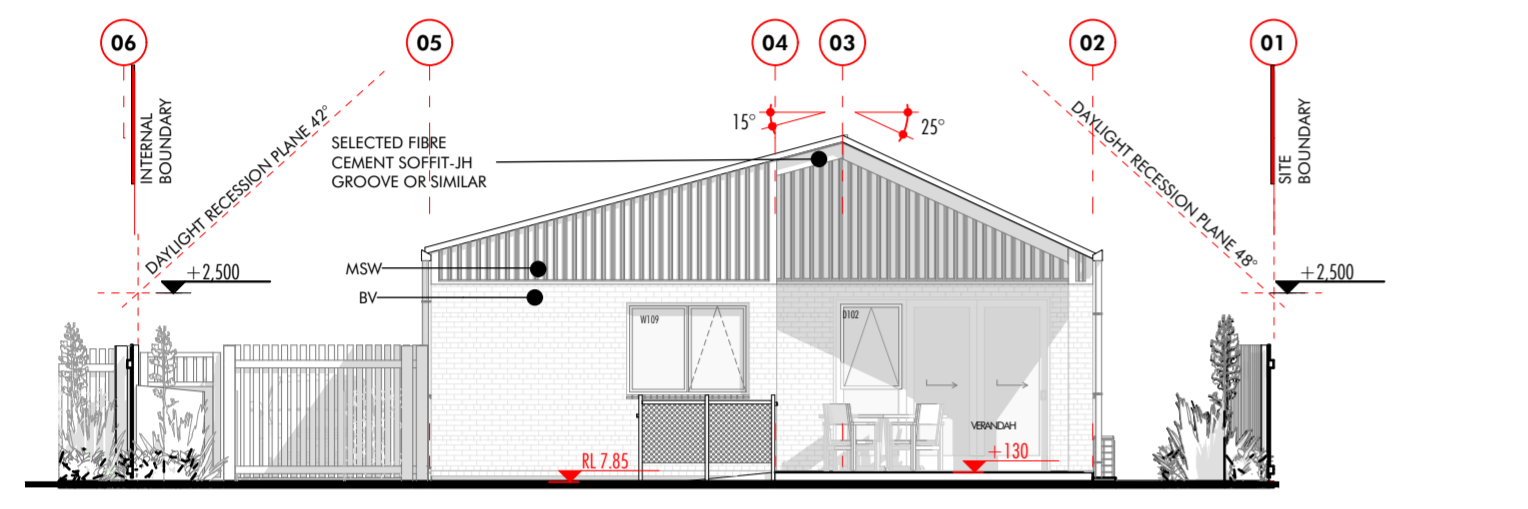 06
05
04
03
02
01
INTERNAL
BOUNDARY
DAYLIGHT RECESSION PLANE 42°
SELECTED FIBRE
CEMENT SOFFIT-JH
GROOVE OR SIMILAR
15°
25°
DAYLIGHT RECESSION PLANE 48°
SITE
BOUNDARY
+2,500
MSW
+2,500
BV
W109
D102
VERANDAH
+130
RL 7.85